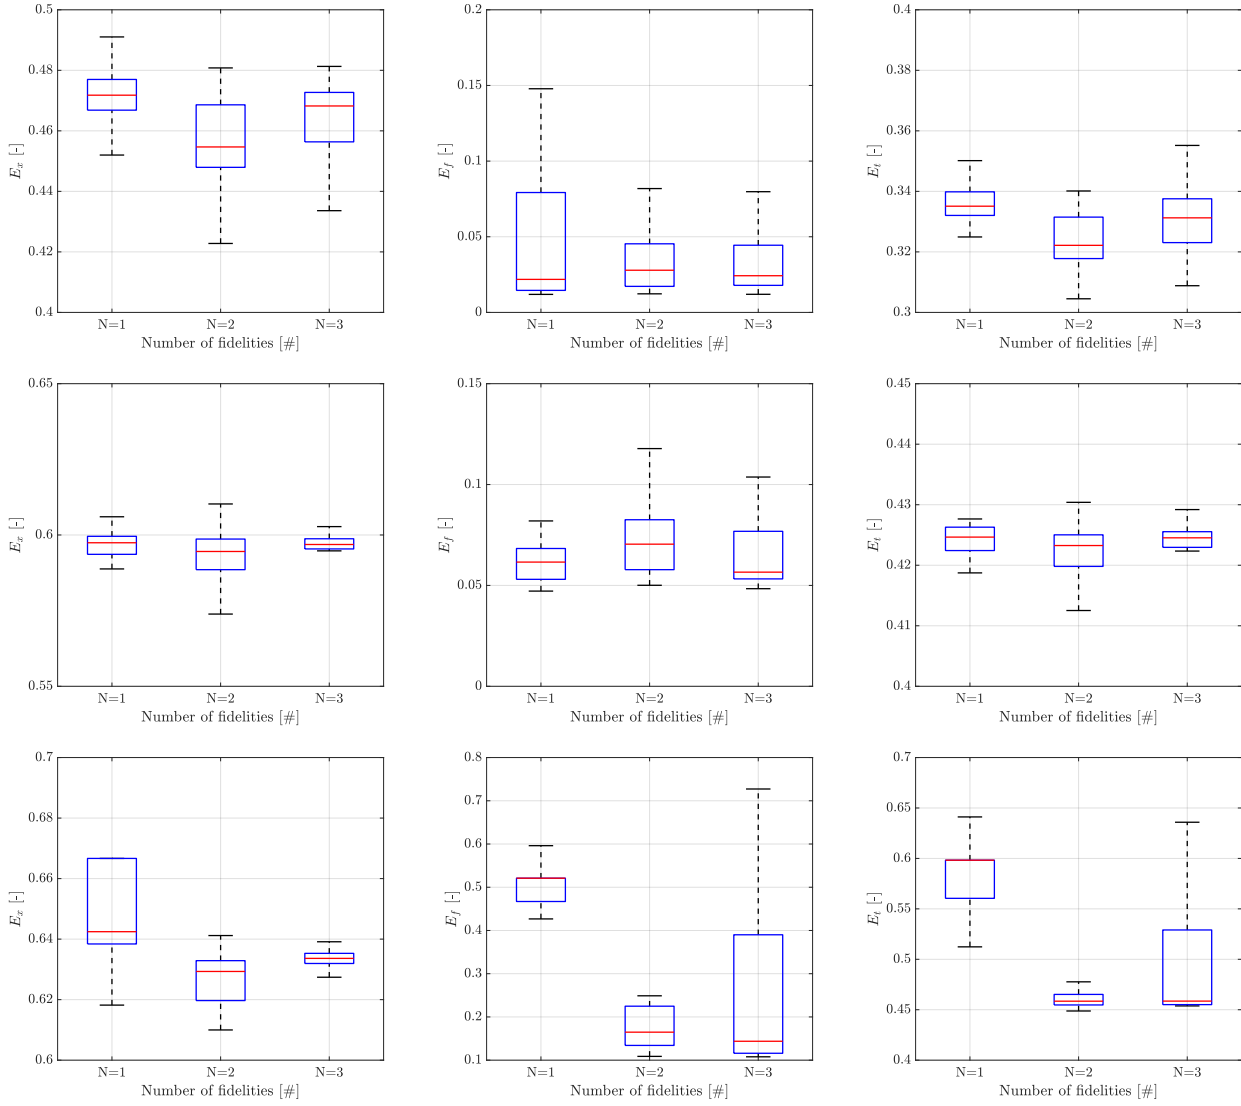 0.5
0.48
0.46
0.44
0.42
0.4
E_x [-]
N=1 N=2 N=3
Number of fidelities [#]
0.2
0.15
0.1
0.05
0
E_f [-]
N=1 N=2 N=3
Number of fidelities [#]
0.4
0.38
0.36
0.34
0.32
0.3
E_t [-]
N=1 N=2 N=3
Number of fidelities [#]
0.65
0.6
0.55
E_x [-]
N=1 N=2 N=3
Number of fidelities [#]
0.15
0.1
0.05
0
E_f [-]
N=1 N=2 N=3
Number of fidelities [#]
0.45
0.44
0.43
0.42
0.41
0.4
E_t [-]
N=1 N=2 N=3
Number of fidelities [#]
0.7
0.68
0.66
0.64
0.62
0.6
E_x [-]
N=1 N=2 N=3
Number of fidelities [#]
0.8
0.7
0.6
0.5
0.4
0.3
0.2
0.1
E_f [-]
N=1 N=2 N=3
Number of fidelities [#]
0.7
0.65
0.6
0.55
0.5
0.45
0.4
E_t [-]
N=1 N=2 N=3
Number of fidelities [#]